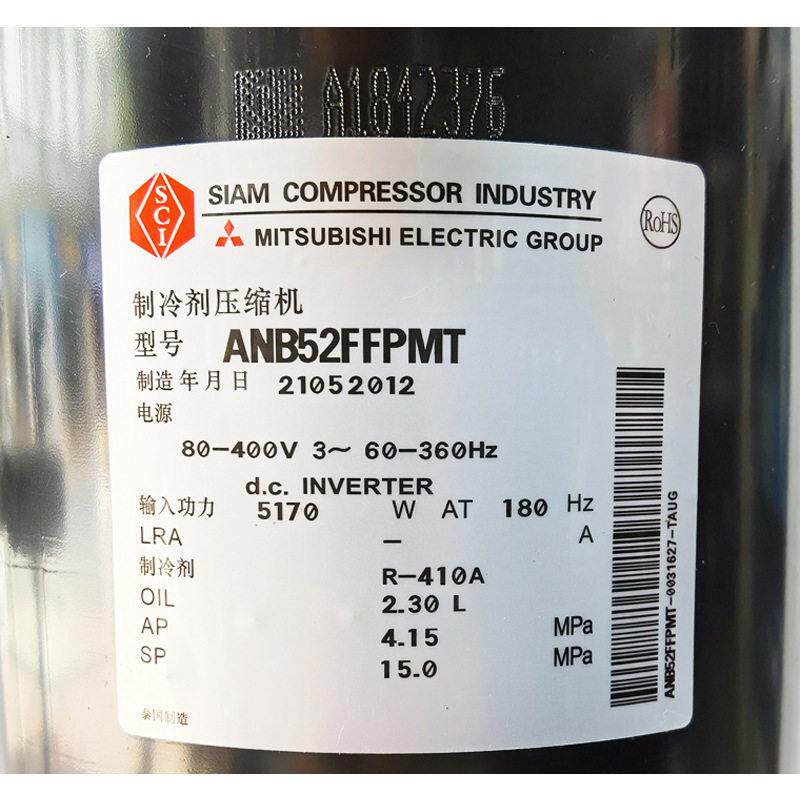 A1842376
SCI
SIAM COMPRESSOR INDUSTRY
MITSUBISHI ELECTRIC GROUP
RoHS
制冷剂压缩机
型号 ANB52FFPMT
制造年月日 21052012
电源
80-400V 3~ 60-360Hz
d.c. INVERTER
输入功力 5170 W AT 180 Hz
LRA - A
制冷剂 R-410A
OIL 2.30 L
AP 4.15 MPa
SP 15.0 MPa
泰国制造
ANB52FFPMT-0031627-TAUG